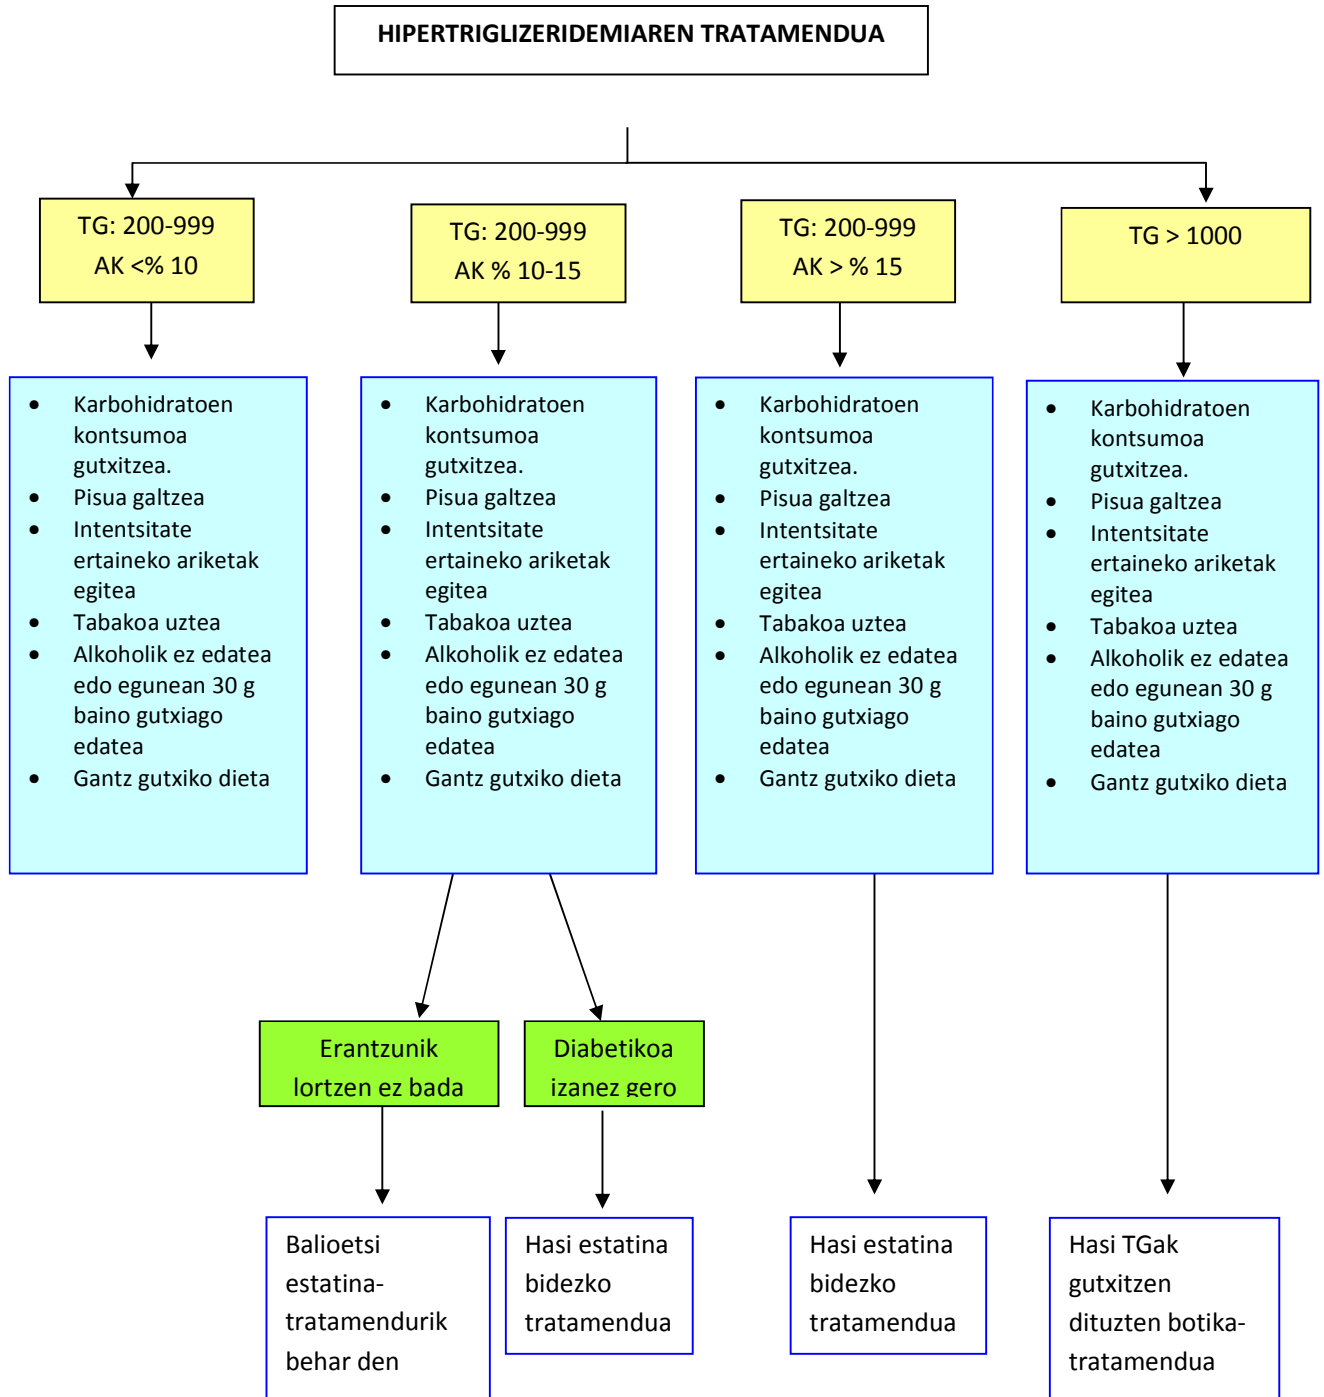 HIPERTRIGLIZERIDEMIAREN TRATAMENDUA
TG: 200-999
AK <% 10
TG: 200-999
AK % 10-15
TG: 200-999
AK > % 15
TG > 1000
• Karbohidratoen
kontsumoa
gutxitzea.
• Pisua galtzea
• Intentsitate
ertaineko ariketak
egitea
• Tabakoa uztea
• Alkoholik ez edatea
edo egunean 30 g
baino gutxiago
edatea
• Gantz gutxiko dieta
• Karbohidratoen
kontsumoa
gutxitzea.
• Pisua galtzea
• Intentsitate
ertaineko ariketak
egitea
• Tabakoa uztea
• Alkoholik ez edatea
edo egunean 30 g
baino gutxiago
edatea
• Gantz gutxiko dieta
• Karbohidratoen
kontsumoa
gutxitzea.
• Pisua galtzea
• Intentsitate
ertaineko ariketak
egitea
• Tabakoa uztea
• Alkoholik ez edatea
edo egunean 30 g
baino gutxiago
edatea
• Gantz gutxiko dieta
• Karbohidratoen
kontsumoa
gutxitzea.
• Pisua galtzea
• Intentsitate
ertaineko ariketak
egitea
• Tabakoa uztea
• Alkoholik ez edatea
edo egunean 30 g
baino gutxiago
edatea
• Gantz gutxiko dieta
Erantzunik
lortzen ez bada
Diabetikoa
izanez gero
Balioetsi
estatina-
tratamendurik
behar den
Hasi estatina
bidezko
tratamendua
Hasi estatina
bidezko
tratamendua
Hasi TGak
gutxitzen
dituzten botika-
tratamendua